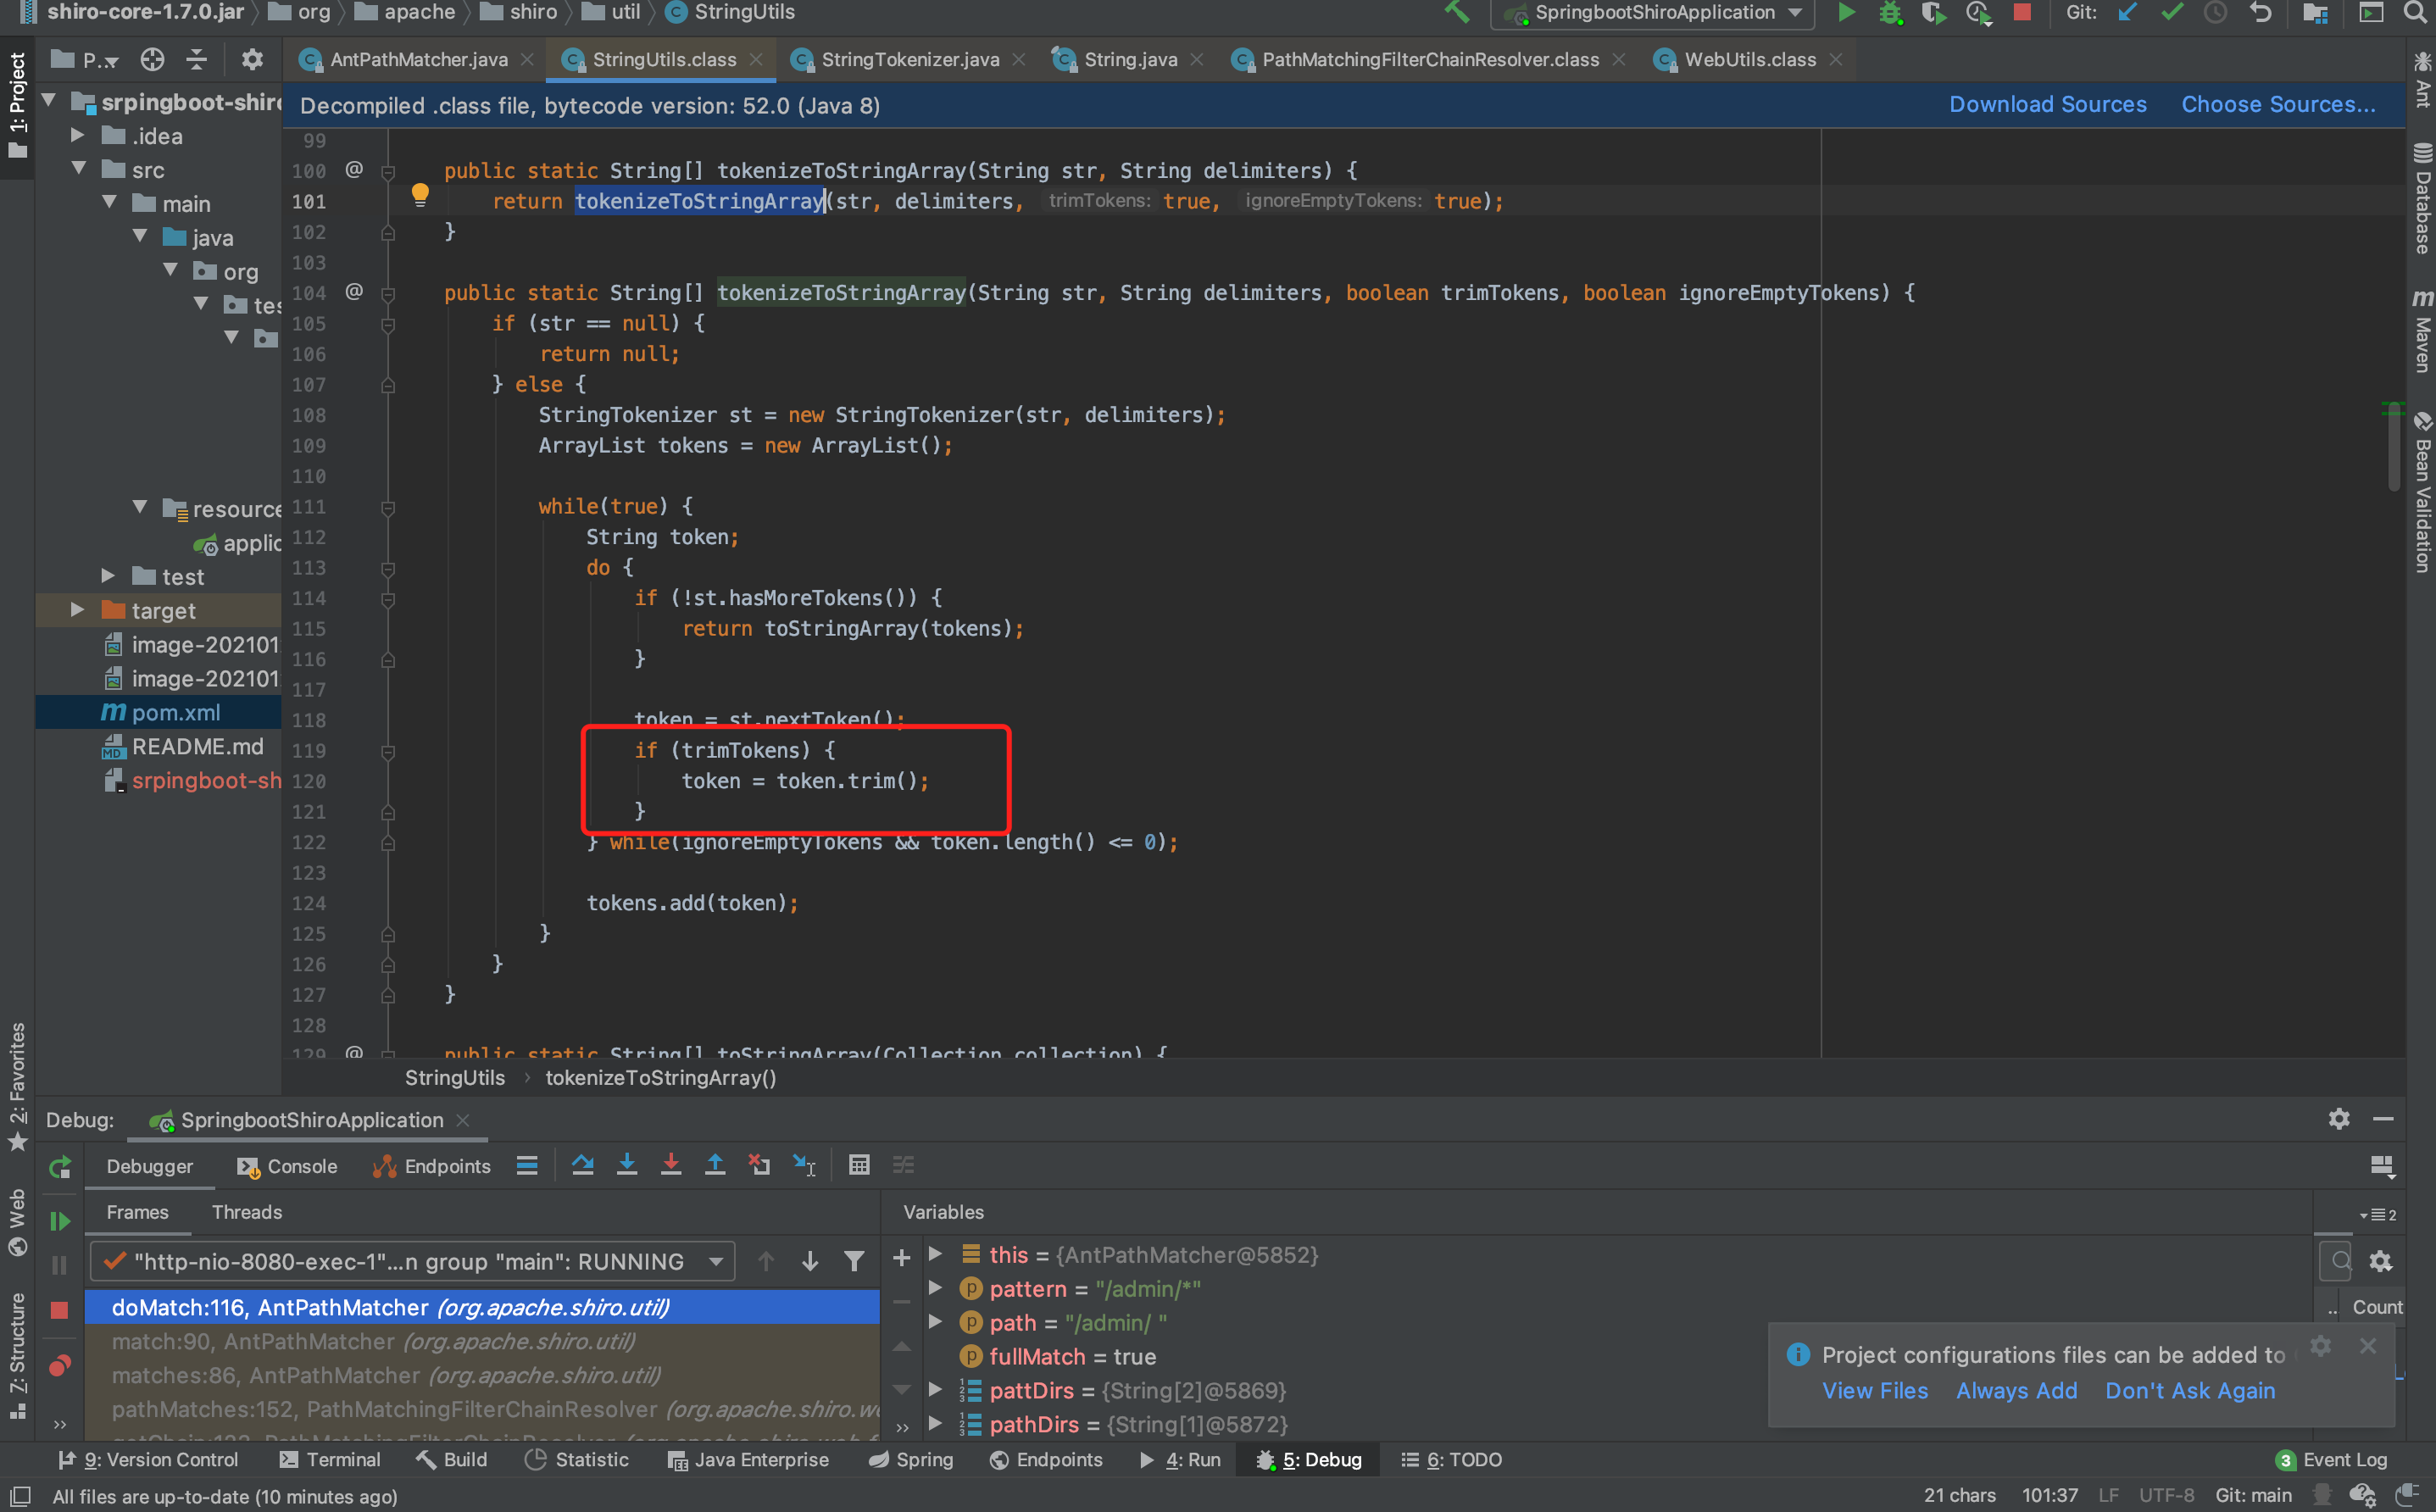 shiro-core-1.7.0.jar org apache shiro util StringUtils
SpringbootShiroApplication Git:
P.. AntPathMatcher.java StringUtils.class StringTokenizer.java String.java PathMatchingFilterChainResolver.class WebUtils.class
Decompiled .class file, bytecode version: 52.0 (Java 8) Download Sources Choose Sources...
1: Project
2: Favorites
Web
Z: Structure
Ant
Database
Maven
Bean Validation
srpingboot-shiro
.idea
src
main
java
org
tes
resource
applic
test
target
image-202101
image-202101
pom.xml
README.md
srpingboot-sh
99
100 @ public static String[] tokenizeToStringArray(String str, String delimiters) {
101 return tokenizeToStringArray(str, delimiters, trimTokens: true, ignoreEmptyTokens: true);
102 }
103
104 @ public static String[] tokenizeToStringArray(String str, String delimiters, boolean trimTokens, boolean ignoreEmptyTokens) {
105 if (str == null) {
106 return null;
107 } else {
108 StringTokenizer st = new StringTokenizer(str, delimiters);
109 ArrayList tokens = new ArrayList();
110
111 while(true) {
112 String token;
113 do {
114 if (!st.hasMoreTokens()) {
115 return toStringArray(tokens);
116 }
117
118 token = st.nextToken();
119 if (trimTokens) {
120 token = token.trim();
121 }
122 } while(ignoreEmptyTokens && token.length() <= 0);
123
124 tokens.add(token);
125 }
126 }
127 }
128
129 @ public static String[] toStringArray(Collection collection) {
StringUtils › tokenizeToStringArray()
Debug: SpringbootShiroApplication
Debugger Console Endpoints
Frames Threads
"http-nio-8080-exec-1"...n group "main": RUNNING
doMatch:116, AntPathMatcher (org.apache.shiro.util)
match:90, AntPathMatcher (org.apache.shiro.util)
matches:86, AntPathMatcher (org.apache.shiro.util)
pathMatches:152, PathMatchingFilterChainResolver (org.apache.shiro.we
Variables
2
this = {AntPathMatcher@5852}
pattern = "/admin/*"
path = "/admin/ "
fullMatch = true
pattDirs = {String[2]@5869}
pathDirs = {String[1]@5872}
.. Count
Project configurations files can be added to
View Files Always Add Don't Ask Again
9: Version Control Terminal Build Statistic Java Enterprise Spring Endpoints 4: Run 5: Debug 6: TODO 3 Event Log
All files are up-to-date (10 minutes ago) 21 chars 101:37 LF UTF-8 Git: main